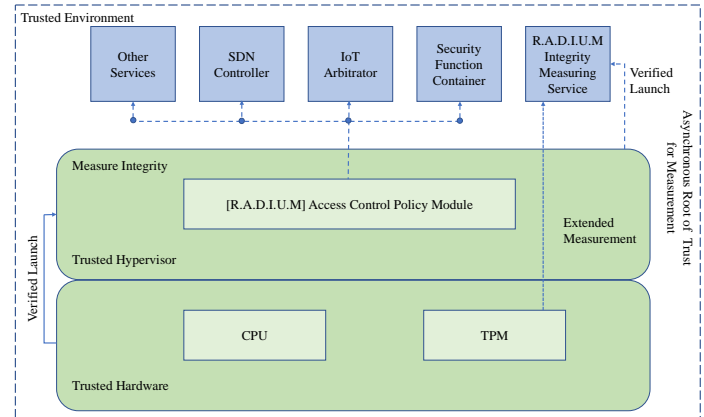 Trusted Environment
Other
Services
SDN
Controller
IoT
Arbitrator
Security
Function
Container
R.A.D.I.U.M
Integrity
Measuring
Service
Verified
Launch
Asynchronous Root of Trust
for Measurement
Measure Integrity
[R.A.D.I.U.M] Access Control Policy Module
Extended
Measurement
Trusted Hypervisor
Verified Launch
CPU
TPM
Trusted Hardware